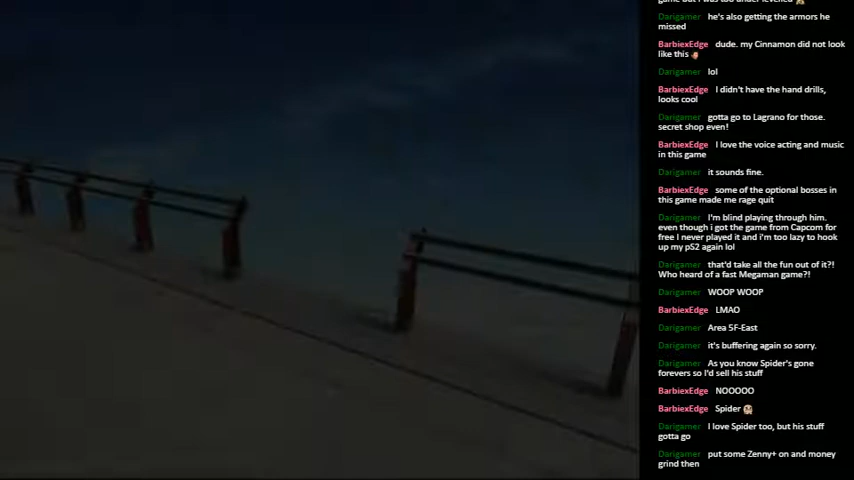 game but I was too under levelled
Darigamer he's also getting the armors he
missed
BarbiexEdge dude. my Cinnamon did not look
like this
Darigamer lol
BarbiexEdge I didn't have the hand drills,
looks cool
Darigamer gotta go to Lagrano for those.
secret shop even!
BarbiexEdge I love the voice acting and music
in this game
Darigamer it sounds fine.
BarbiexEdge some of the optional bosses in
this game made me rage quit
Darigamer I'm blind playing through him.
even though i got the game from Capcom for
free I never played it and i'm too lazy to hook
up my pS2 again lol
Darigamer that'd take all the fun out of it?!
Who heard of a fast Megaman game?!
Darigamer WOOP WOOP
BarbiexEdge LMAO
Darigamer Area 5F-East
Darigamer it's buffering again so sorry.
Darigamer As you know Spider's gone
forevers so I'd sell his stuff
BarbiexEdge NOOOOO
BarbiexEdge Spider
Darigamer I love Spider too, but his stuff
gotta go
Darigamer put some Zenny+ on and money
grind then